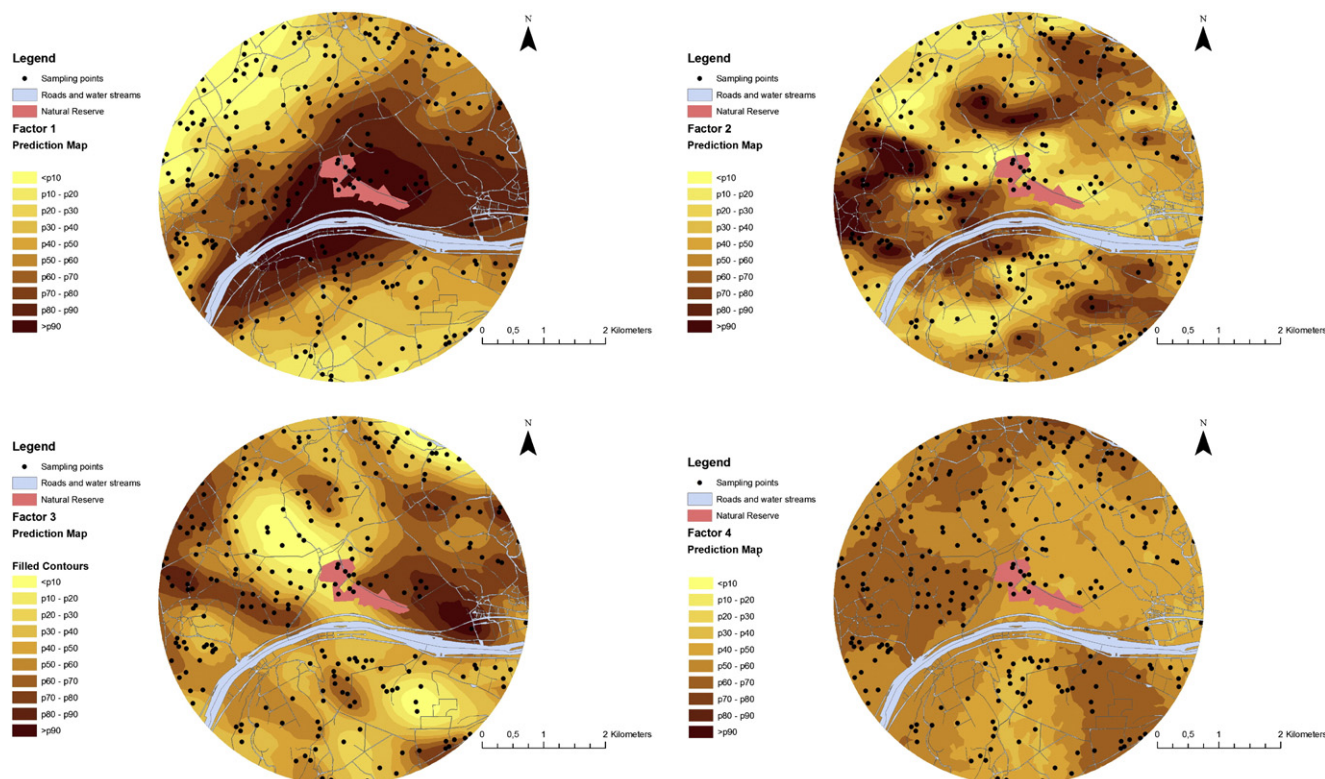 Legend
Sampling points
Roads and water streams
Natural Reserve
Factor 1
Prediction Map
<p10
p10 - p20
p20 - p30
p30 - p40
p40 - p50
p50 - p60
p60 - p70
p70 - p80
p80 - p90
>p90
N
0 0,5 1 2 Kilometers
Legend
Sampling points
Roads and water streams
Natural Reserve
Factor 2
Prediction Map
<p10
p10 - p20
p20 - p30
p30 - p40
p40 - p50
p50 - p60
p60 - p70
p70 - p80
p80 - p90
>p90
N
0 0,5 1 2 Kilometers
Legend
Sampling points
Roads and water streams
Natural Reserve
Factor 3
Prediction Map
Filled Contours
<p10
p10 - p20
p20 - p30
p30 - p40
p40 - p50
p50 - p60
p60 - p70
p70 - p80
p80 - p90
>p90
N
0 0,5 1 2 Kilometers
Legend
Sampling points
Roads and water streams
Natural Reserve
Factor 4
Prediction Map
<p10
p10 - p20
p20 - p30
p30 - p40
p40 - p50
p50 - p60
p60 - p70
p70 - p80
p80 - p90
>p90
N
0 0,5 1 2 Kilometers